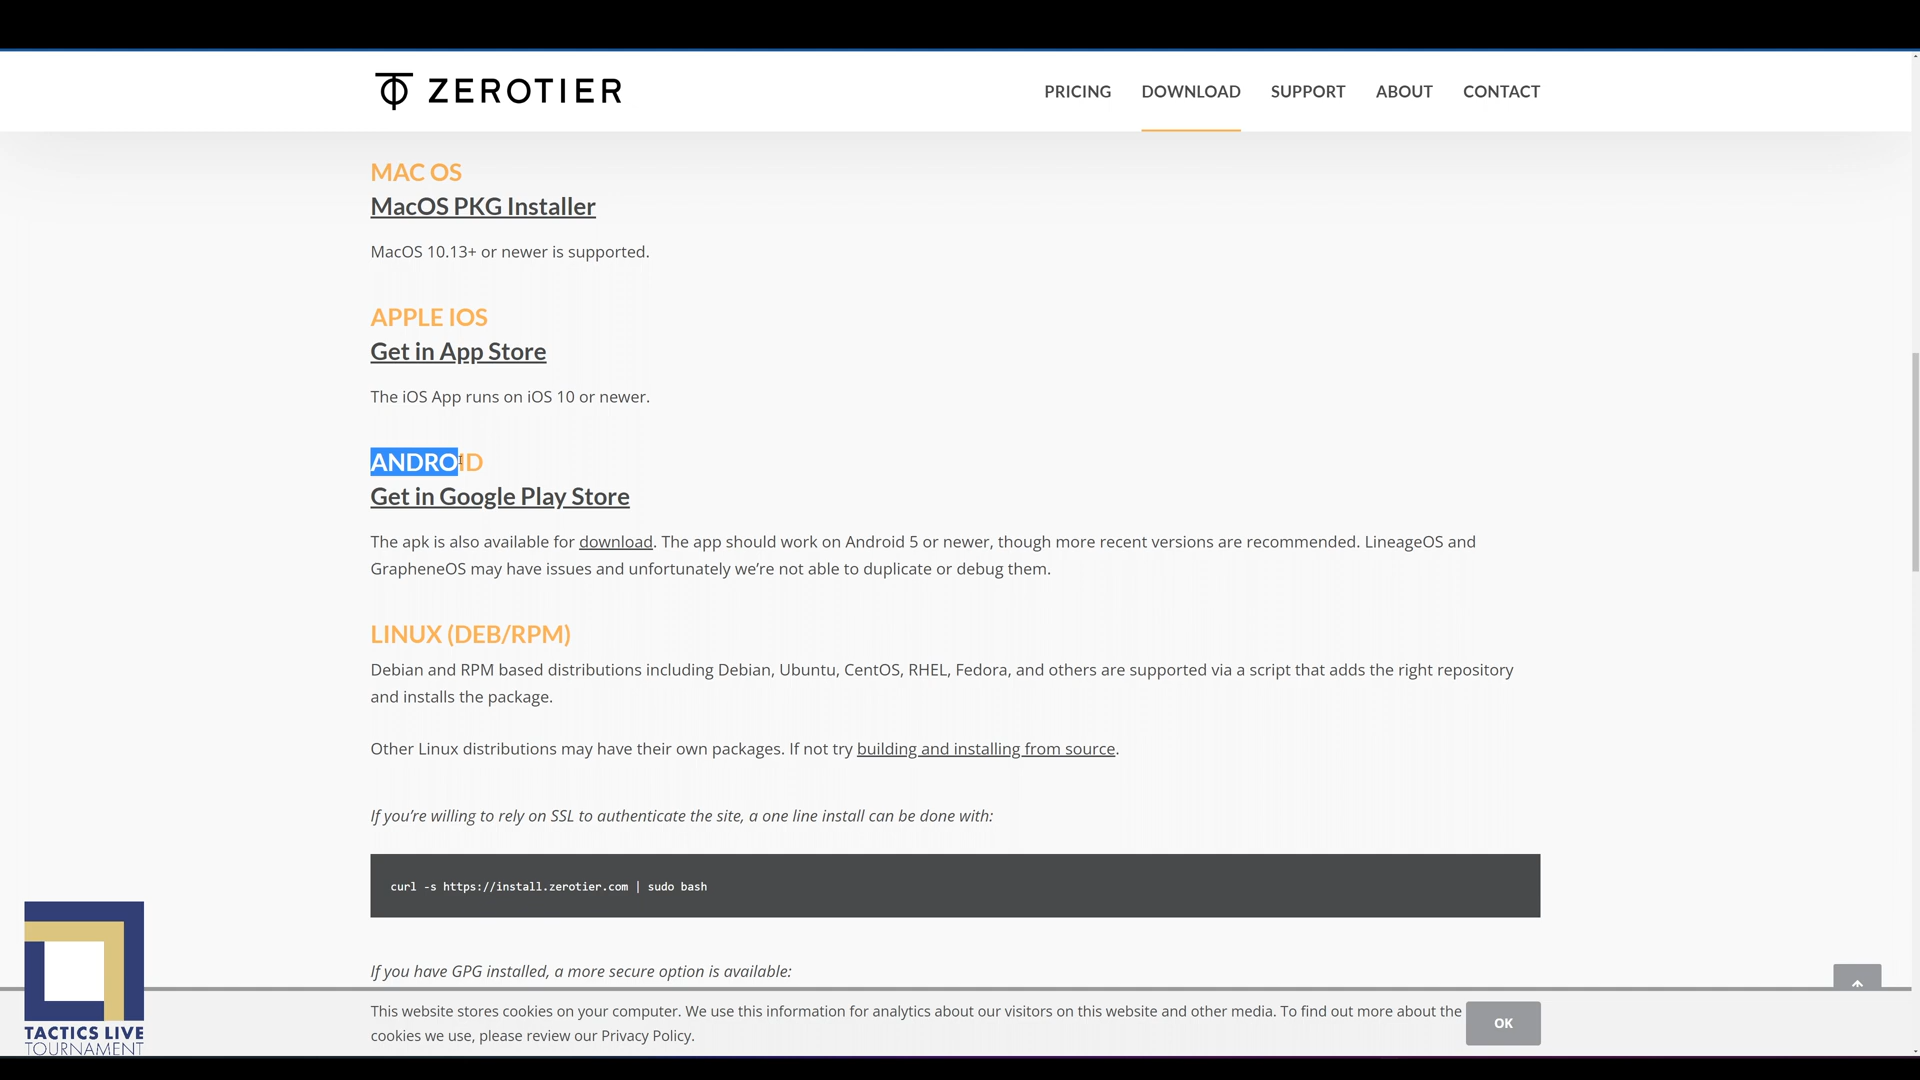 ZEROTIER
PRICING DOWNLOAD SUPPORT ABOUT CONTACT
MAC OS
MacOS PKG Installer
MacOS 10.13+ or newer is supported.
APPLE IOS
Get in App Store
The iOS App runs on iOS 10 or newer.
ANDROID
Get in Google Play Store
The apk is also available for download. The app should work on Android 5 or newer, though more recent versions are recommended. LineageOS and
GrapheneOS may have issues and unfortunately we’re not able to duplicate or debug them.
LINUX (DEB/RPM)
Debian and RPM based distributions including Debian, Ubuntu, CentOS, RHEL, Fedora, and others are supported via a script that adds the right repository
and installs the package.
Other Linux distributions may have their own packages. If not try building and installing from source.
If you’re willing to rely on SSL to authenticate the site, a one line install can be done with:
curl -s https://install.zerotier.com | sudo bash
If you have GPG installed, a more secure option is available:
This website stores cookies on your computer. We use this information for analytics about our visitors on this website and other media. To find out more about the
cookies we use, please review our Privacy Policy.
OK
TACTICS LIVE
TOURNAMENT